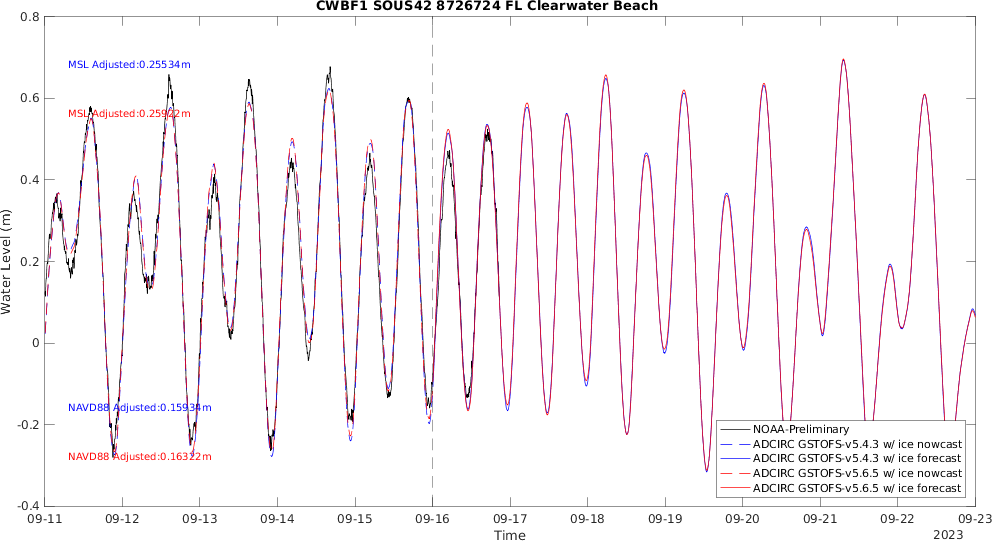 CWBF1 SOUS42 8726724 FL Clearwater Beach
0.8
0.6
0.4
0.2
0
-0.2
-0.4
Water Level (m)
MSL Adjusted:0.25534m
MSL Adjusted:0.25922m
NAVD88 Adjusted:0.15934m
NAVD88 Adjusted:0.16322m
NOAA-Preliminary
ADCIRC GSTOFS-v5.4.3 w/ ice nowcast
ADCIRC GSTOFS-v5.4.3 w/ ice forecast
ADCIRC GSTOFS-v5.6.5 w/ ice nowcast
ADCIRC GSTOFS-v5.6.5 w/ ice forecast
09-11 09-12 09-13 09-14 09-15 09-16 09-17 09-18 09-19 09-20 09-21 09-22 09-23
Time
2023